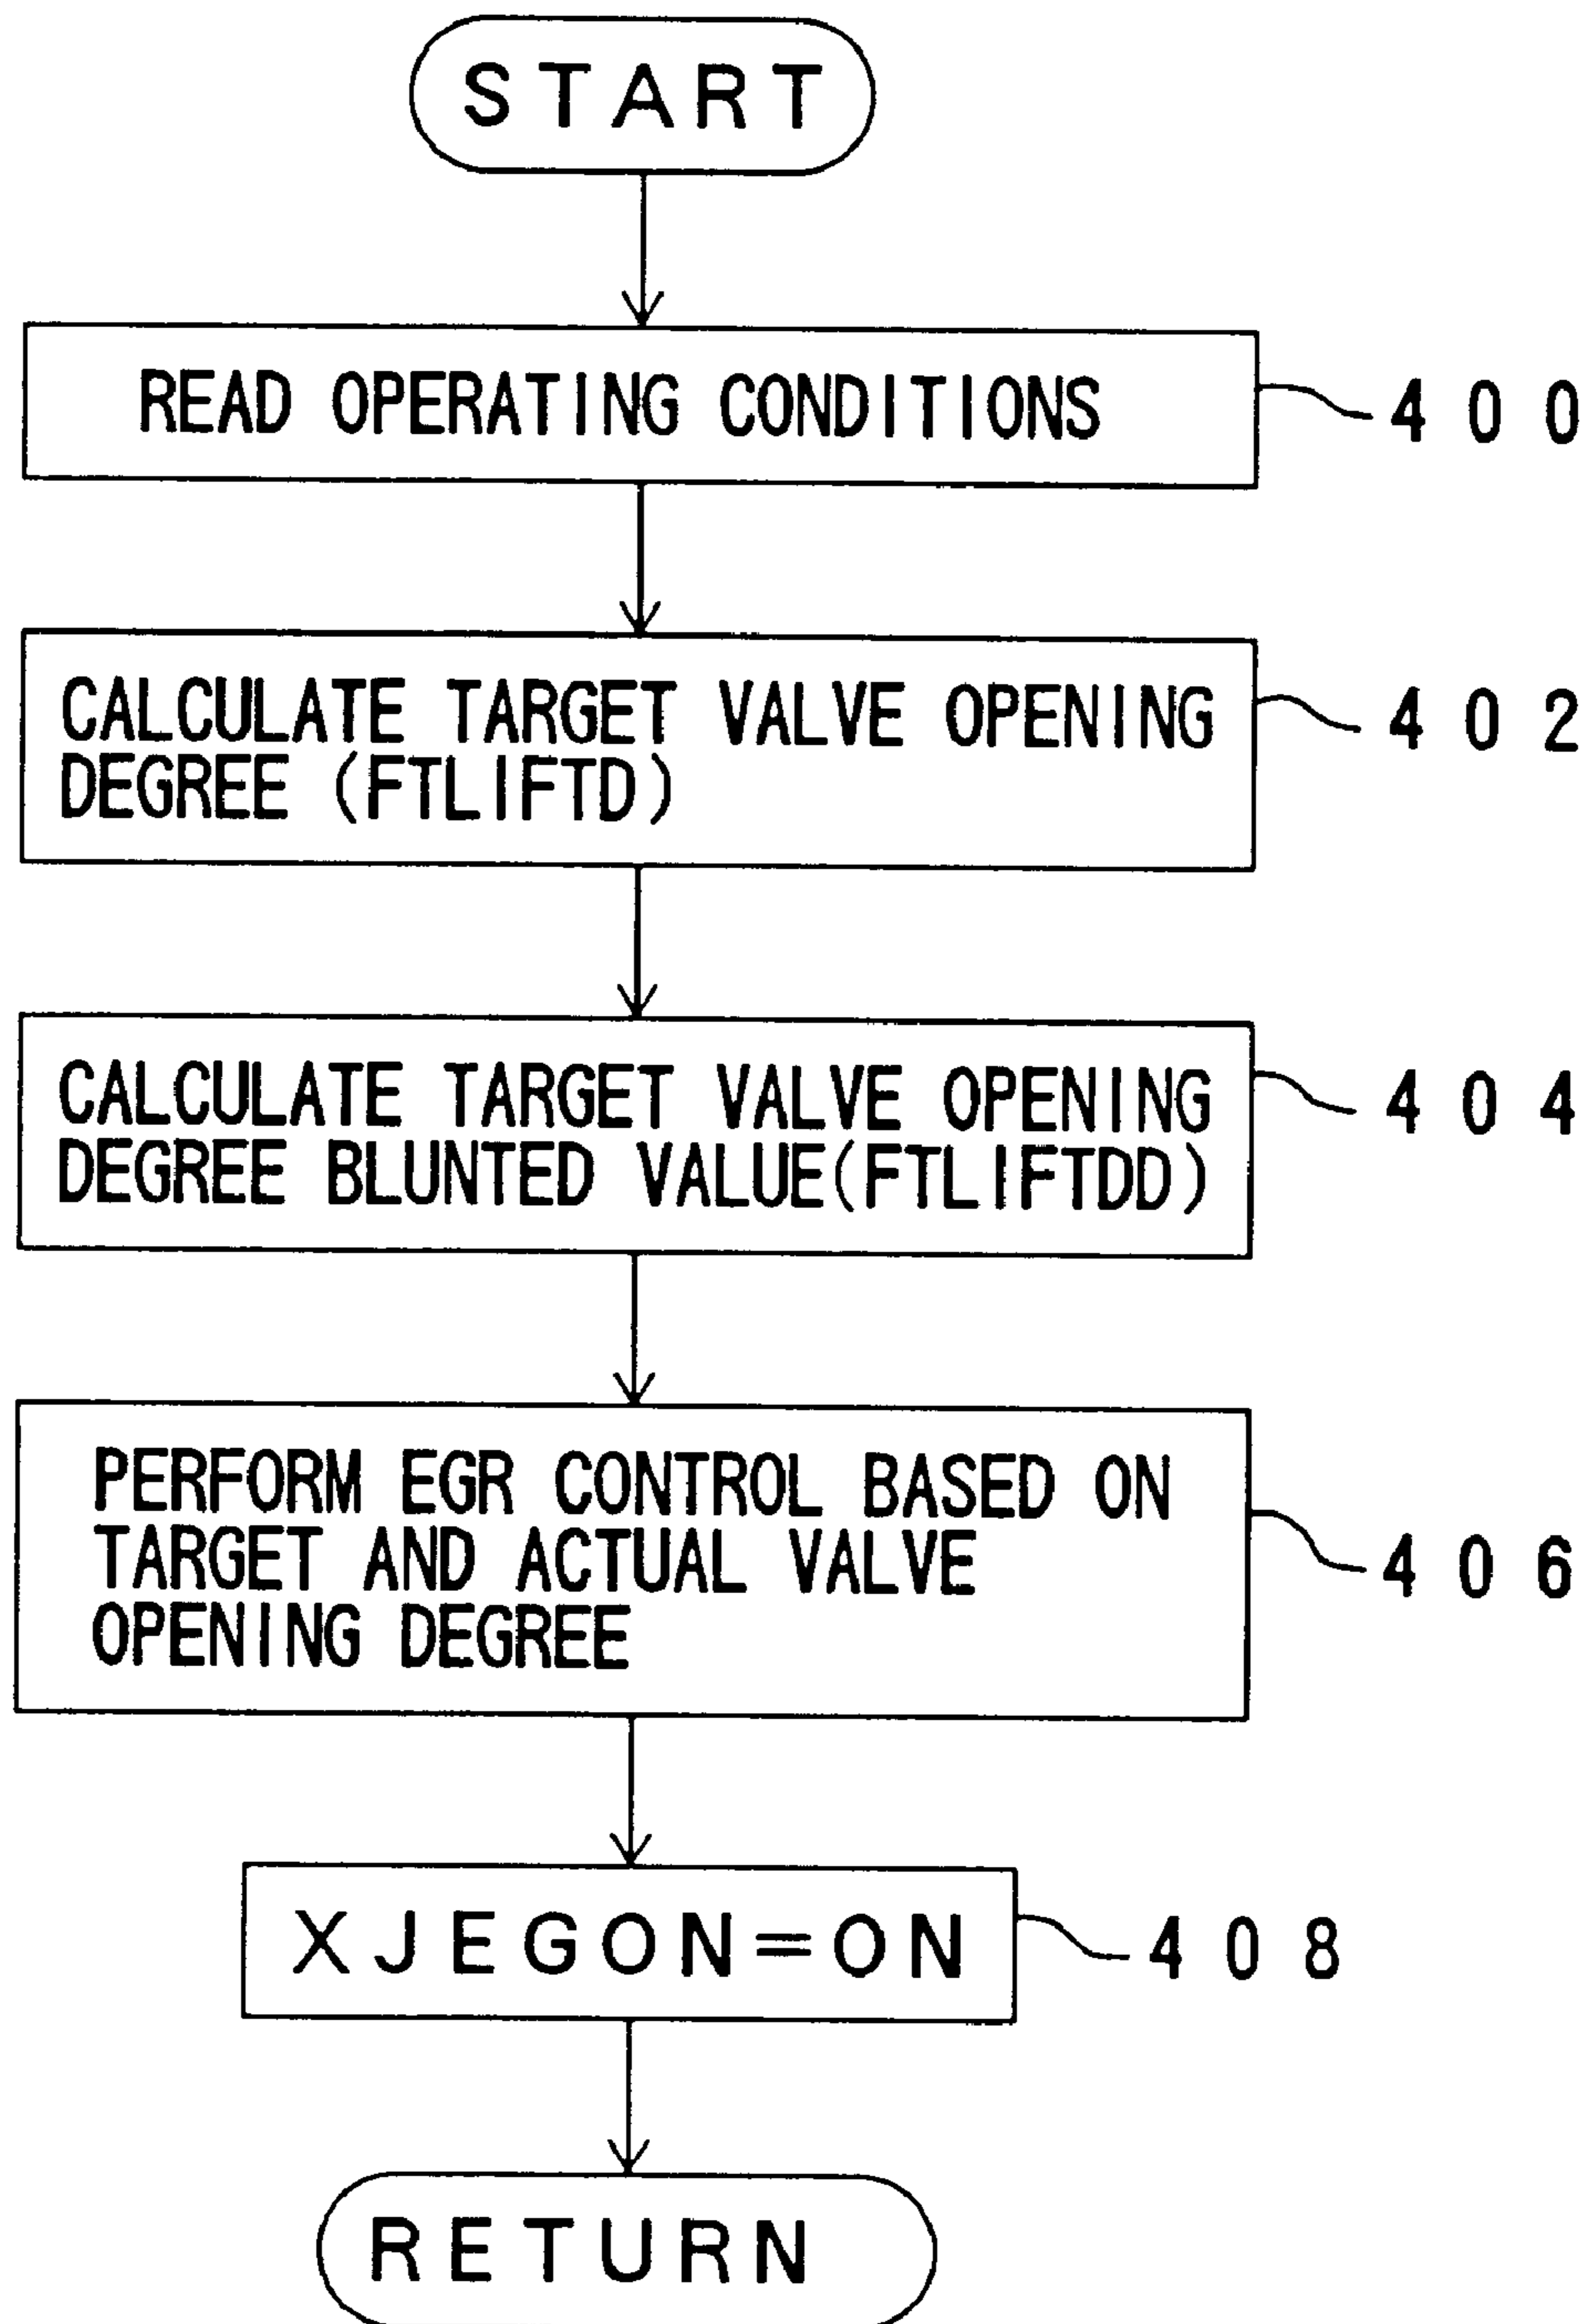 START
READ OPERATING CONDITIONS
400
CALCULATE TARGET VALVE OPENING
DEGREE (FTLIFTD)
402
CALCULATE TARGET VALVE OPENING
DEGREE BLUNTED VALUE(FTLIFTDD)
404
PERFORM EGR CONTROL BASED ON
TARGET AND ACTUAL VALVE
OPENING DEGREE
406
XJEGON=ON
408
RETURN